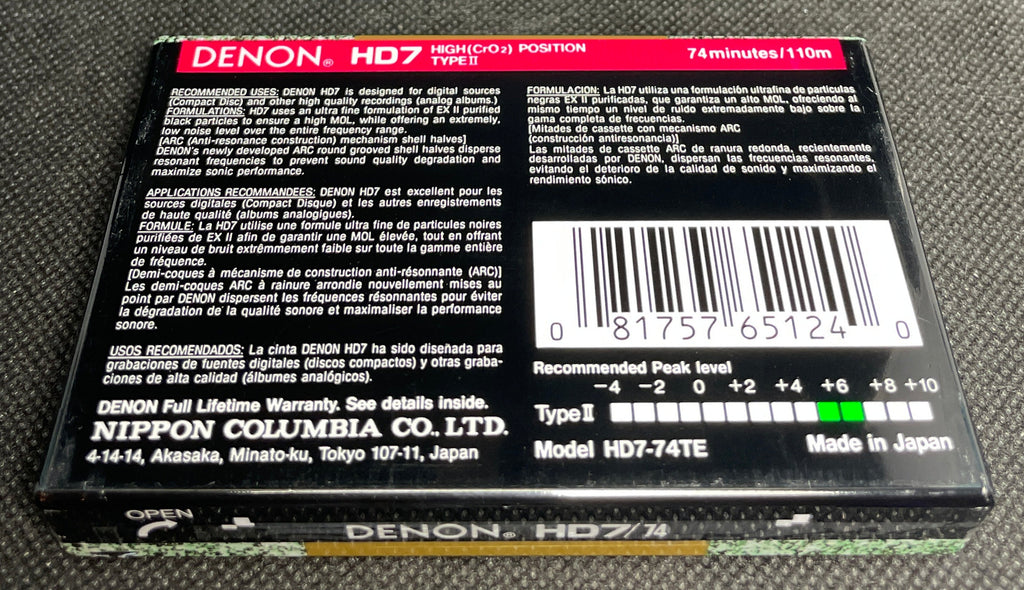 DENON® HD7 HIGH(CrO2) POSITION
TYPE II
74minutes/110m
RECOMMENDED USES: DENON HD7 is designed for digital sources
(Compact Disc) and other high quality recordings (analog albums.)
FORMULATIONS: HD7 uses an ultra fine formulation of EX II purified
black particles to ensure a high MOL, while offering an extremely,
low noise level over the entire frequency range.
[ARC (Anti-resonance construction) mechanism shell halves]
DENON's newly developed ARC round grooved shell halves disperse
resonant frequencies to prevent sound quality degradation and
maximize sonic performance.
APPLICATIONS RECOMMANDEES: DENON HD7 est excellent pour les
sources digitales (Compact Disque) et les autres enregistrements
de haute qualité (albums analogigues).
FORMULE: La HD7 utilise une formule ultra fine de particules noires
purifiées de EX II afin de garantir une MOL élevée, tout en offrant
un niveau de bruit extrêmmement faible sur toute la gamme entière
de fréquence.
[Demi-coques à mécanisme de construction anti-résonnante (ARC)]
Les demi-coques ARC à rainure arrondie nouvellement mises au
point par DENON dispersent les fréquences résonnantes pour éviter
la dégradation de la qualité sonore et maximaliser la performance
sonore.
USOS RECOMENDADOS: La cinta DENON HD7 ha sido diseñada para
grabaciones de fuentes digitales (discos compactos) y otras graba-
ciones de alta calidad (álbumes analógicos).
DENON Full Lifetime Warranty. See details inside.
NIPPON COLUMBIA CO., LTD.
4-14-14, Akasaka, Minato-ku, Tokyo 107-11, Japan
FORMULACION: La HD7 utiliza una formulación ultrafina de partículas
negras EX II purificadas, que garantiza un alto MOL, ofreciendo al
mismo tiempo un nivel de ruido extremadamente bajo sobre la
gama completa de frecuencias.
[Mitades de cassette con mecanismo ARC
(construcción antiresonancia)]
Las mitades de cassette ARC de ranura redonda, recientemente
desarrolladas por DENON, dispersan las frecuencias resonantes,
evitando el deterioro de la calidad de sonido y maximizando el
rendimiento sónico.
0 81757 65124 0
Recommended Peak level
−4 −2 0 +2 +4 +6 +8 +10
Type II
Model HD7-74TE
Made in Japan
OPEN
DENON® HD7/74